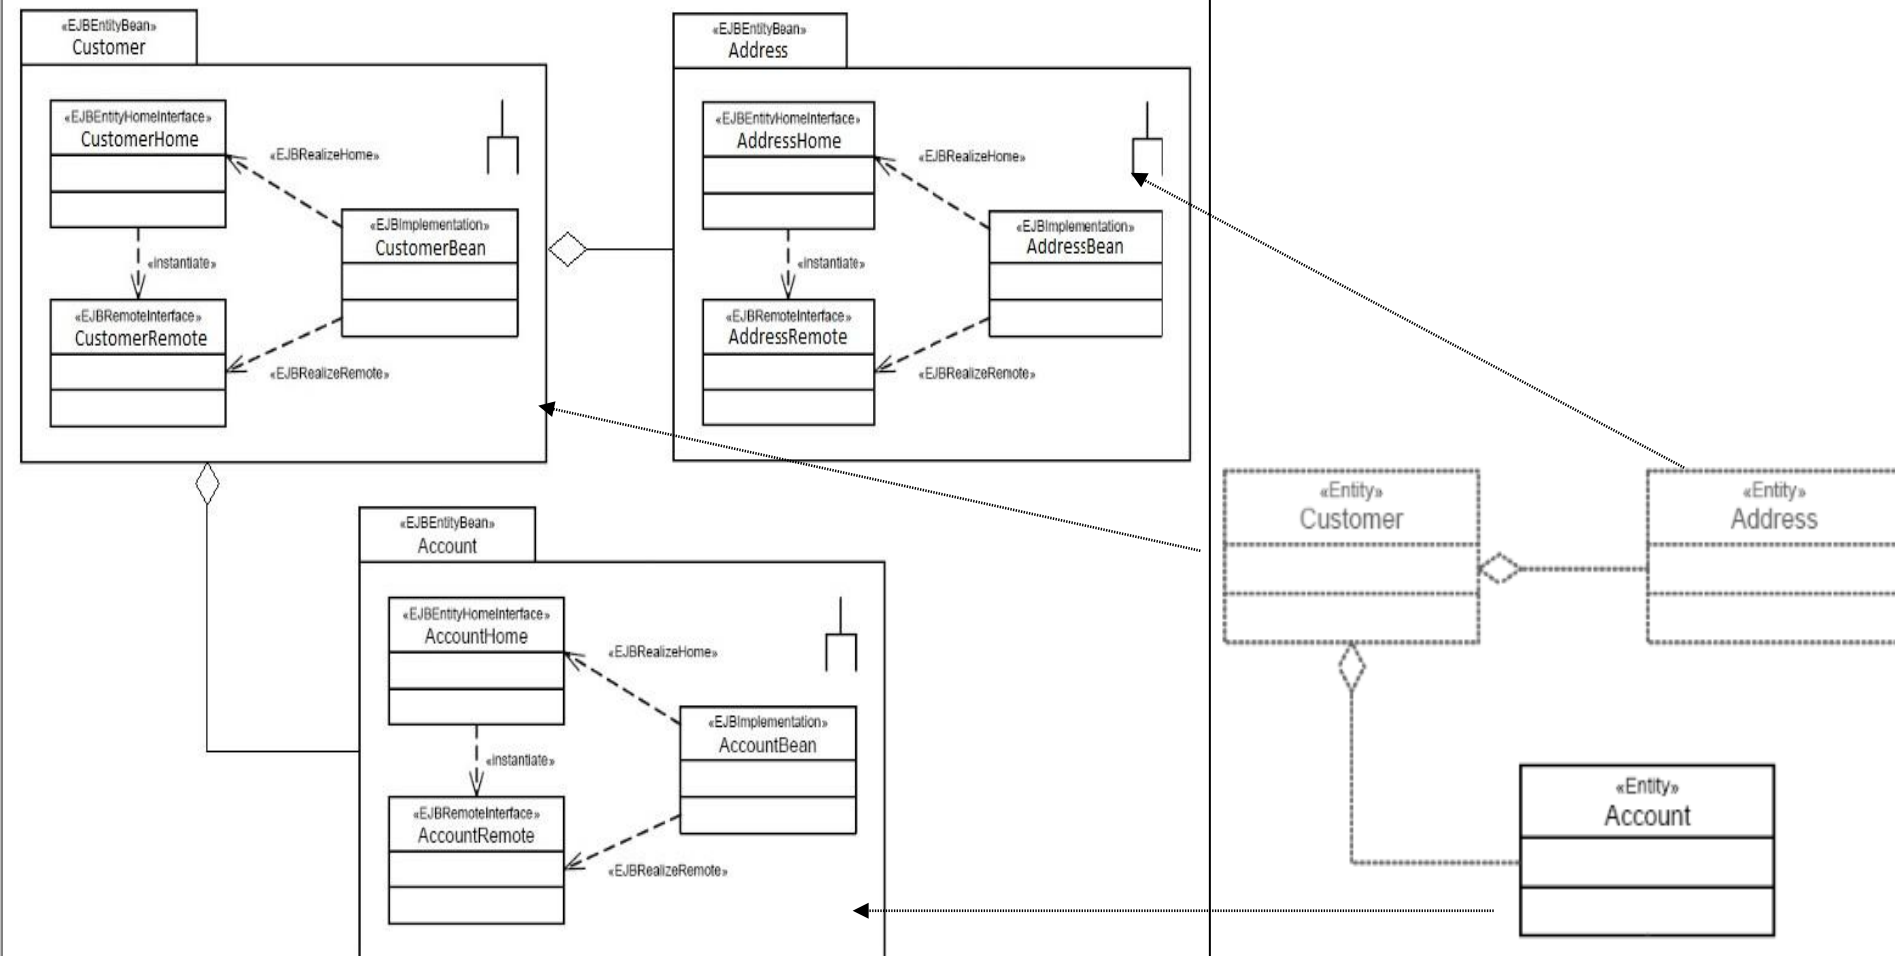 «EJBEntityBean»
Customer
«EJBEntityHomeInterface»
CustomerHome
«EJBRealizeHome»
«EJBImplementation»
CustomerBean
«instantiate»
«EJBRemoteInterface»
CustomerRemote
«EJBRealizeRemote»
«EJBEntityBean»
Address
«EJBEntityHomeInterface»
AddressHome
«EJBRealizeHome»
«EJBImplementation»
AddressBean
«instantiate»
«EJBRemoteInterface»
AddressRemote
«EJBRealizeRemote»
«EJBEntityBean»
Account
«EJBEntityHomeInterface»
AccountHome
«EJBRealizeHome»
«EJBImplementation»
AccountBean
«instantiate»
«EJBRemoteInterface»
AccountRemote
«EJBRealizeRemote»
«Entity»
Customer
«Entity»
Address
«Entity»
Account